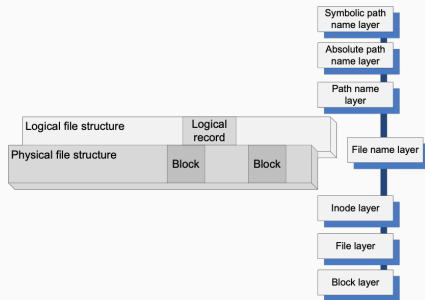 Symbolic path
name layer
Absolute path
name layer
Path name
layer
Logical file structure
Logical
record
File name layer
Physical file structure
Block
Block
Inode layer
File layer
Block layer